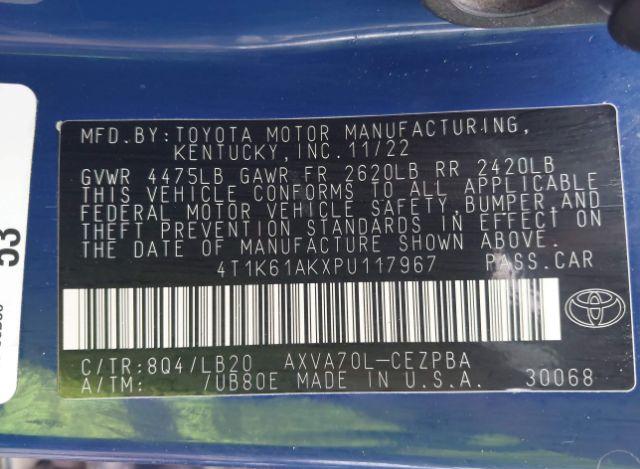 MFD.BY:TOYOTA MOTOR MANUFACTURING,
KENTUCKY,INC.11/22
GVWR 4475LB GAWR FR 2620LB RR 2420LB
THIS VEHICLE CONFORMS TO ALL APPLICABLE
FEDERAL MOTOR VEHICLE SAFETY,BUMPER,AND
THEFT PREVENTION STANDARDS IN EFFECT ON
THE DATE OF MANUFACTURE SHOWN ABOVE.
4T1K61AKXPU117967 PASS.CAR
C/TR:8Q4/LB20 AXVA70L-CEZPBA
A/TM: /UB80E MADE IN U.S.A. 30068
53